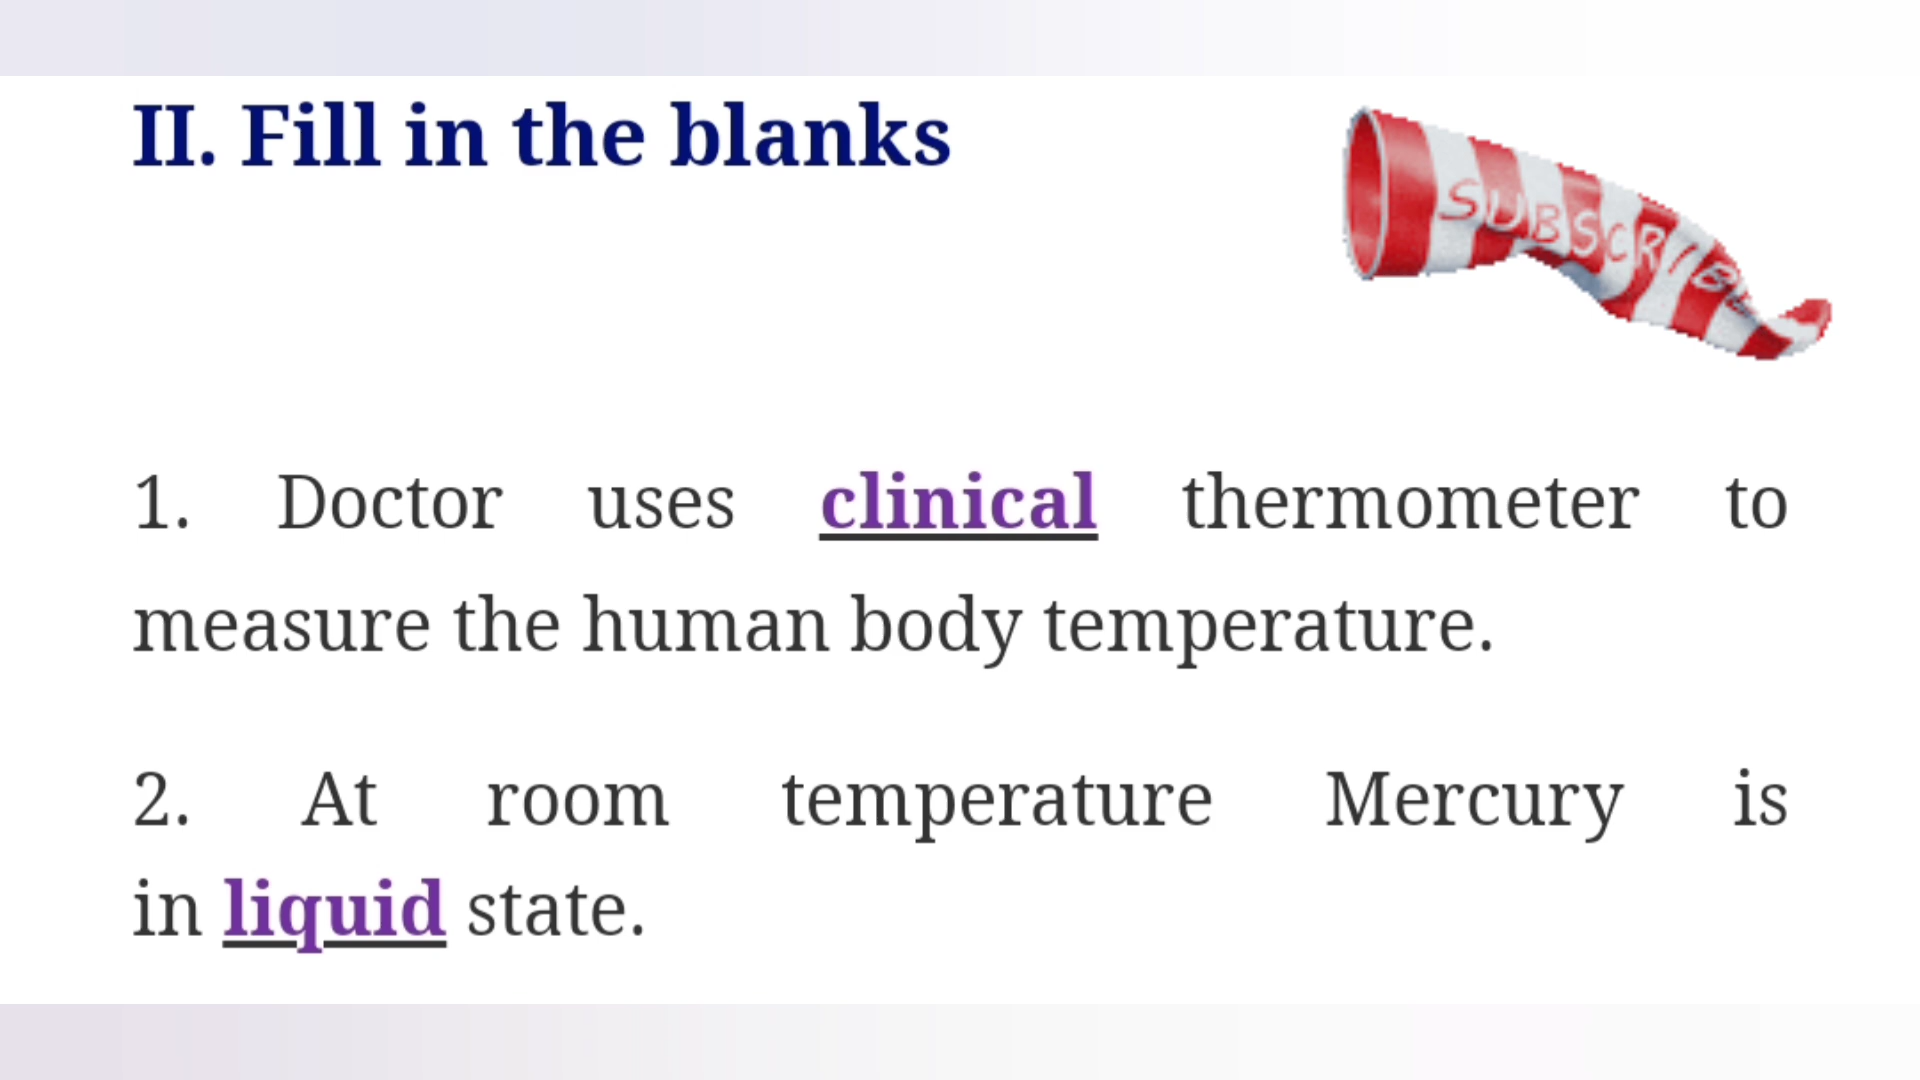 II. Fill in the blanks
SUBSCRIBE
1. Doctor uses clinical thermometer to
measure the human body temperature.
2. At room temperature Mercury is
in liquid state.